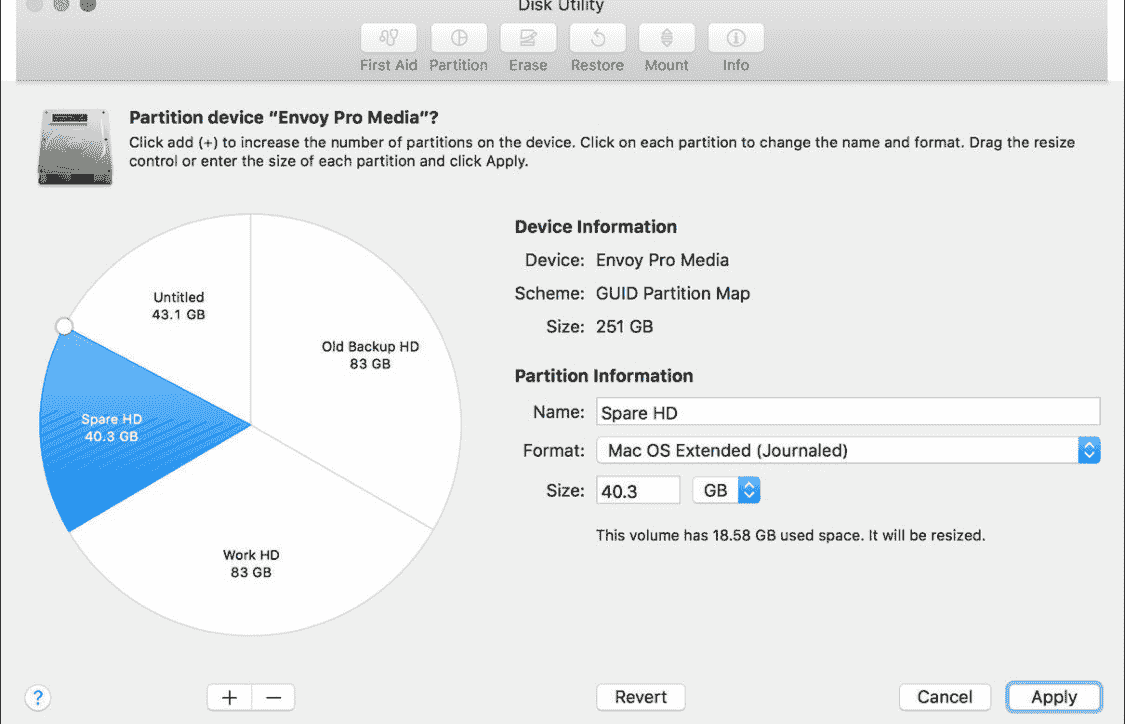 Disk Utility
First Aid
Partition
Erase
Restore
Mount
Info
Partition device "Envoy Pro Media"?
Click add (+) to increase the number of partitions on the device. Click on each partition to change the name and format. Drag the resize
control or enter the size of each partition and click Apply.
Untitled
43.1 GB
Old Backup HD
83 GB
Spare HD
40.3 GB
Work HD
83 GB
Device Information
Device: Envoy Pro Media
Scheme: GUID Partition Map
Size: 251 GB
Partition Information
Name: Spare HD
Format: Mac OS Extended (Journaled)
Size: 40.3 GB
This volume has 18.58 GB used space. It will be resized.
?
+ −
Revert
Cancel
Apply